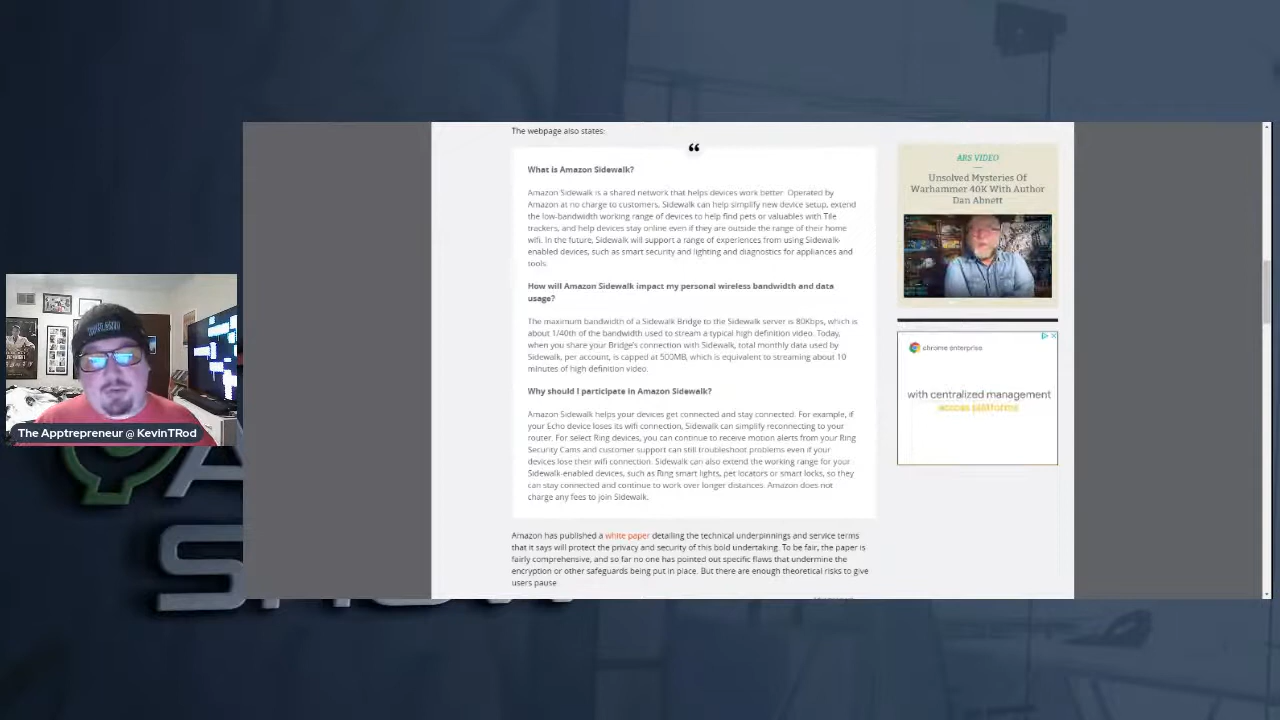 The webpage also states:
“
What is Amazon Sidewalk?
Amazon Sidewalk is a shared network that helps devices work better. Operated by
Amazon at no charge to customers, Sidewalk can help simplify new device setup, extend
the low-bandwidth working range of devices to help find pets or valuables with Tile
trackers, and help devices stay online even if they are outside the range of their home
wifi. In the future, Sidewalk will support a range of experiences from using Sidewalk-
enabled devices, such as smart security and lighting and diagnostics for appliances and
tools.
How will Amazon Sidewalk impact my personal wireless bandwidth and data
usage?
The maximum bandwidth of a Sidewalk Bridge to the Sidewalk server is 80Kbps, which is
about 1/40th of the bandwidth used to stream a typical high definition video. Today,
when you share your Bridge's connection with Sidewalk, total monthly data used by
Sidewalk, per account, is capped at 500MB, which is equivalent to streaming about 10
minutes of high definition video.
Why should I participate in Amazon Sidewalk?
Amazon Sidewalk helps your devices get connected and stay connected. For example, if
your Echo device loses its wifi connection, Sidewalk can simplify reconnecting to your
router. For select Ring devices, you can continue to receive motion alerts from your Ring
Security Cams and customer support can still troubleshoot problems even if your
devices lose their wifi connection. Sidewalk can also extend the working range for your
Sidewalk-enabled devices, such as Ring smart lights, pet locators or smart locks, so they
can stay connected and continue to work over longer distances. Amazon does not
charge any fees to join Sidewalk.
Amazon has published a white paper detailing the technical underpinnings and service terms
that it says will protect the privacy and security of this bold undertaking. To be fair, the paper is
fairly comprehensive, and so far no one has pointed out specific flaws that undermine the
encryption or other safeguards being put in place. But there are enough theoretical risks to give
users pause
ARS VIDEO
Unsolved Mysteries Of
Warhammer 40K With Author
Dan Abnett
chrome enterprise
with centralized management
across platforms
The Apptrepreneur @ KevinTRod